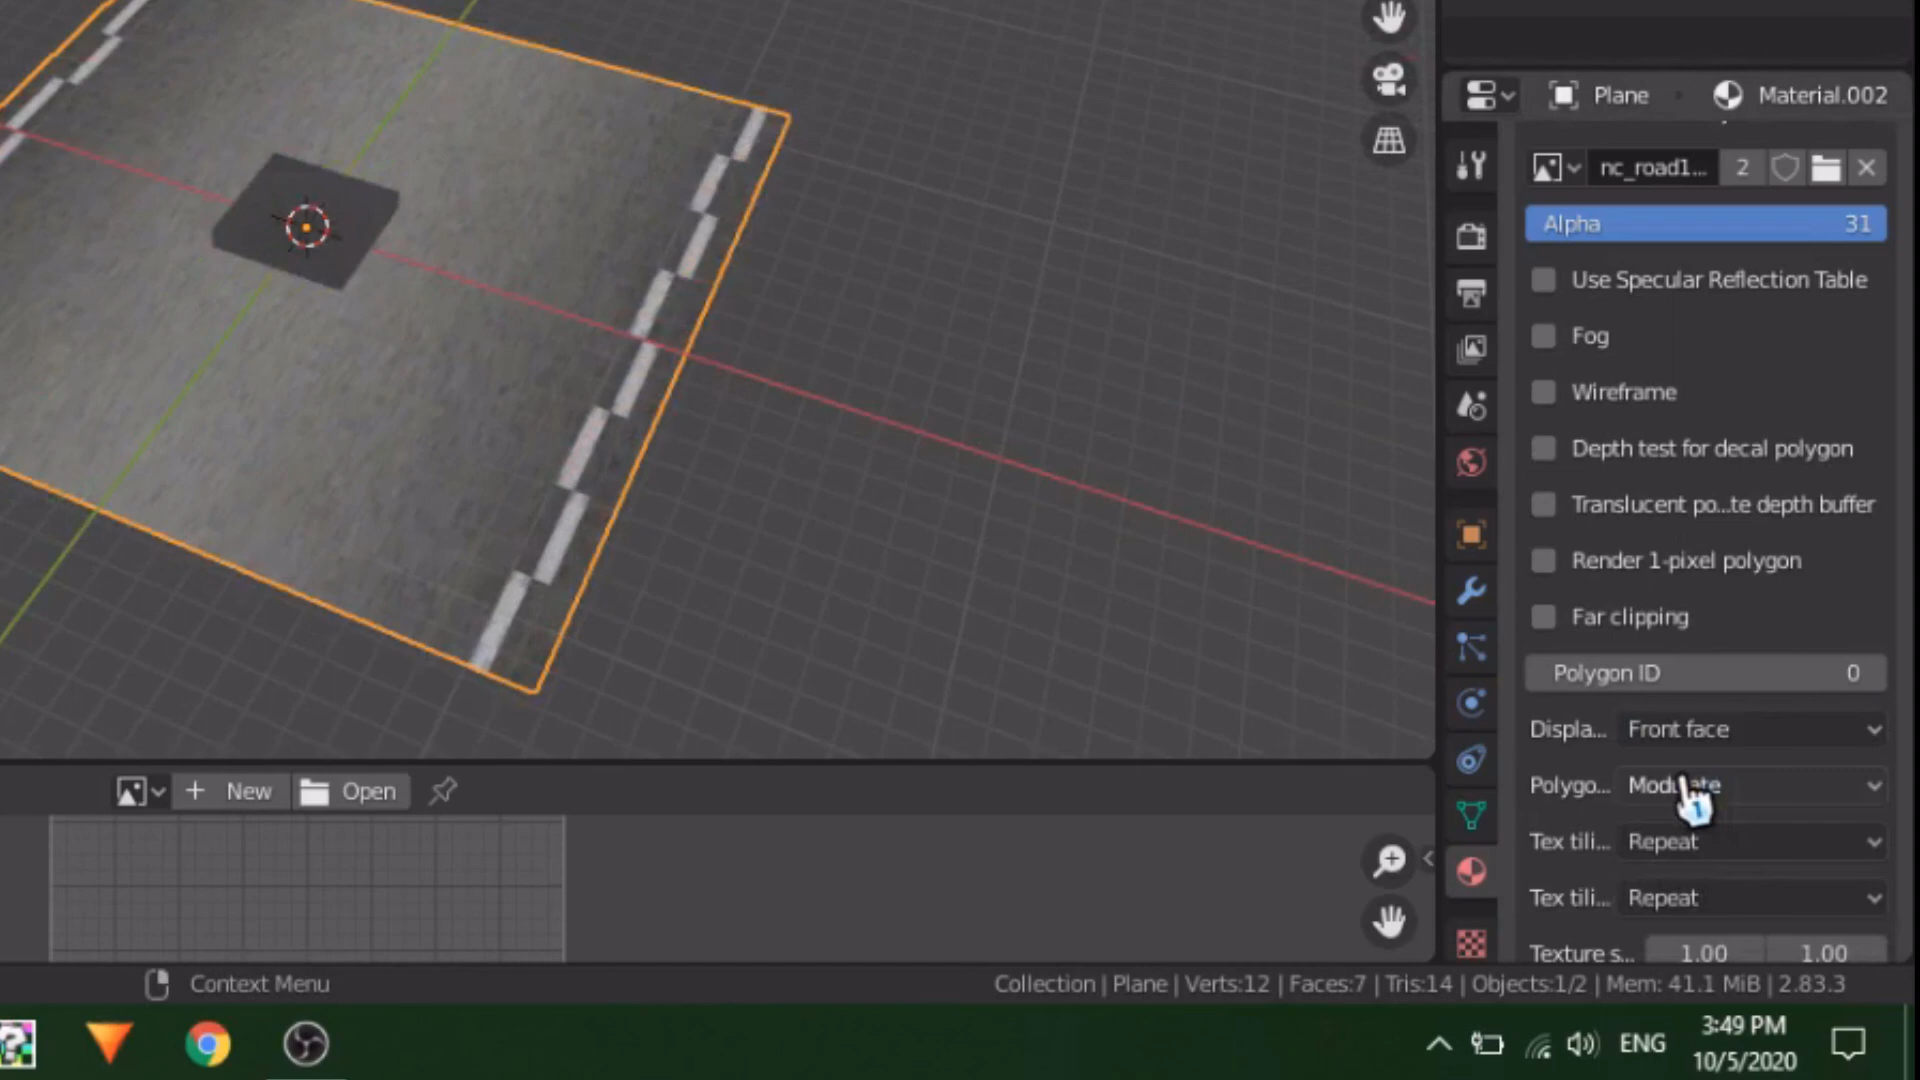 Plane
Material.002
nc_road1...
2
Alpha 31
Use Specular Reflection Table
Fog
Wireframe
Depth test for decal polygon
Translucent po...te depth buffer
Render 1-pixel polygon
Far clipping
Polygon ID 0
Displa... Front face
Polygo...
Tex tili... Repeat
Tex tili... Repeat
Texture s... 1.00 1.00
New
Open
Context Menu
Collection | Plane | Verts:12 | Faces:7 | Tris:14 | Objects:1/2 | Mem: 41.1 MiB | 2.83.3
ENG
3:49 PM
10/5/2020